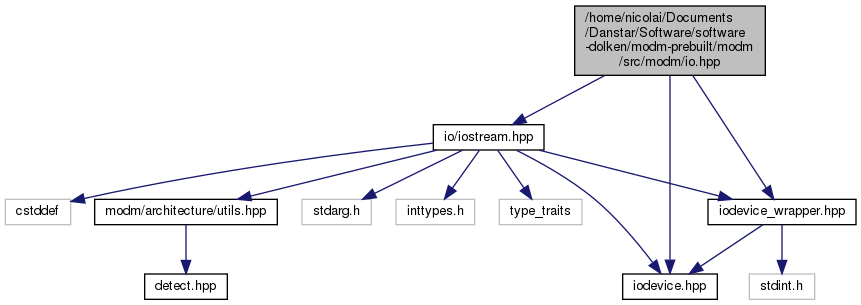 /home/nicolai/Documents
/Danstar/Software/software
-dolken/modm-prebuilt/modm
/src/modm/io.hpp
io/iostream.hpp
cstddef
modm/architecture/utils.hpp
stdarg.h
inttypes.h
type_traits
iodevice_wrapper.hpp
detect.hpp
iodevice.hpp
stdint.h